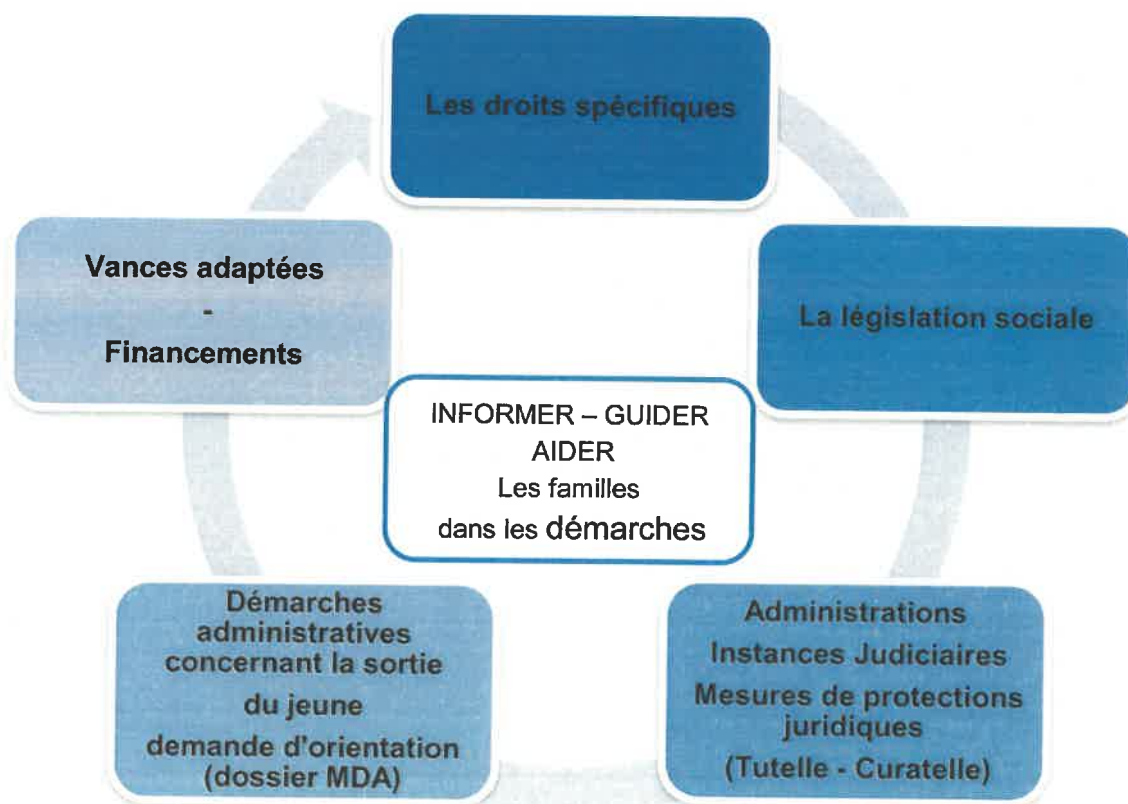 Les droits spécifiques
La législation sociale
Administrations
Instances Judiciaires
Mesures de protections
juridiques
(Tutelle - Curatelle)
Démarches
administratives
concernant la sortie
du jeune
demande d'orientation
(dossier MDA)
Vances adaptées
-
Financements
INFORMER – GUIDER
AIDER
Les familles
dans les démarches